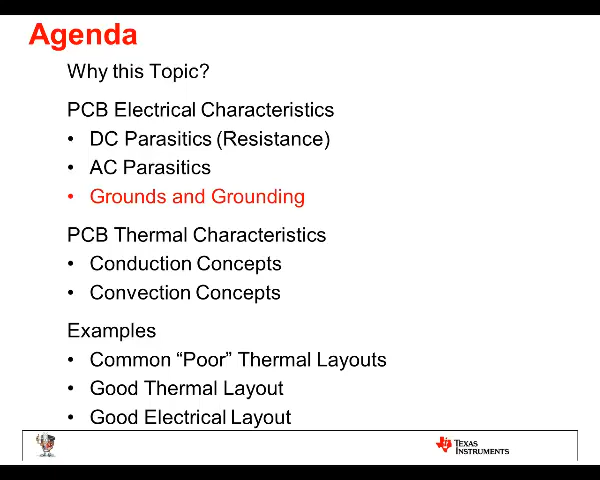 Agenda
Why this Topic?
PCB Electrical Characteristics
• DC Parasitics (Resistance)
• AC Parasitics
• Grounds and Grounding
PCB Thermal Characteristics
• Conduction Concepts
• Convection Concepts
Examples
• Common “Poor” Thermal Layouts
• Good Thermal Layout
• Good Electrical Layout
TEXAS
INSTRUMENTS